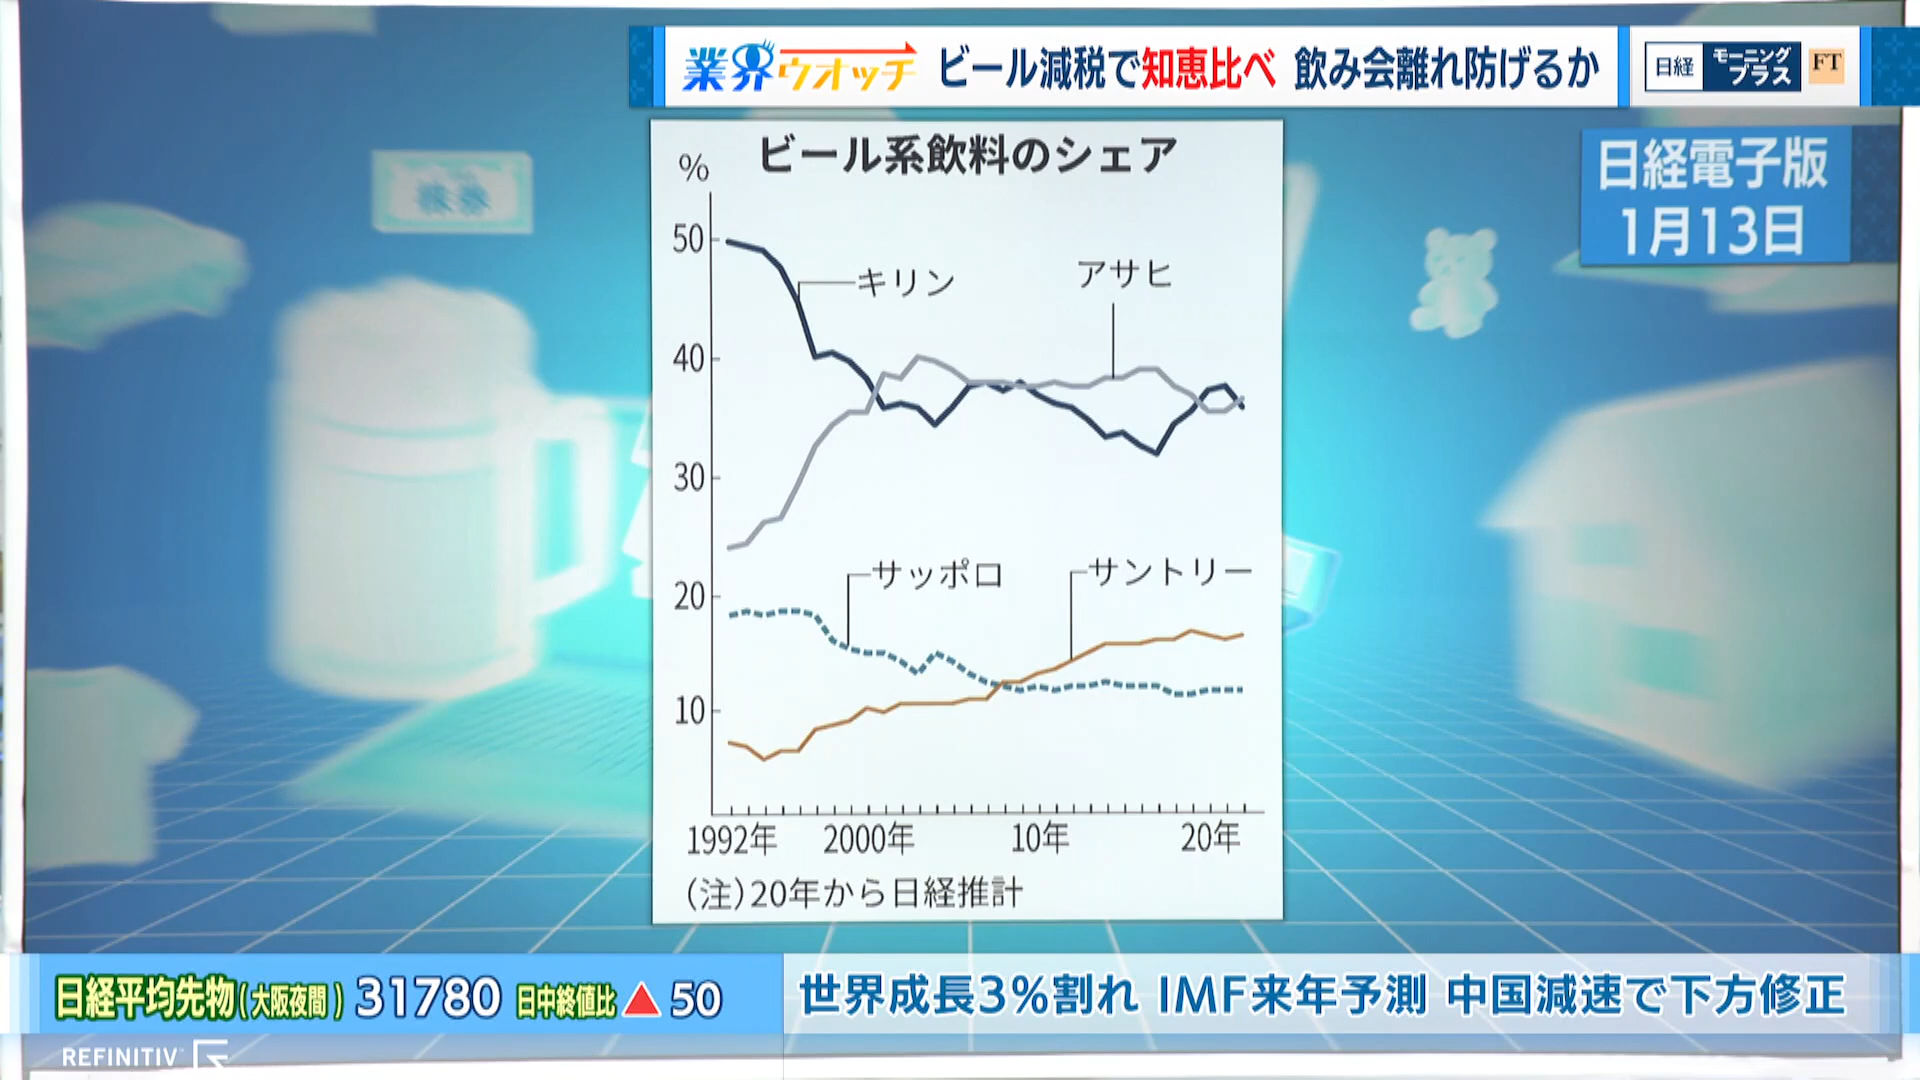 業界ウオッチ ビール減税で知恵比べ 飲み会離れ防げるか
日経 モーニングプラス FT
日経電子版
1月13日
ビール系飲料のシェア
%
50
40
30
20
10
キリン
アサヒ
サッポロ
サントリー
1992年 2000年 10年 20年
(注)20年から日経推計
日経平均先物(大阪夜間) 31780 日中終値比 ▲ 50
世界成長3%割れ IMF来年予測 中国減速で下方修正
REFINITIV